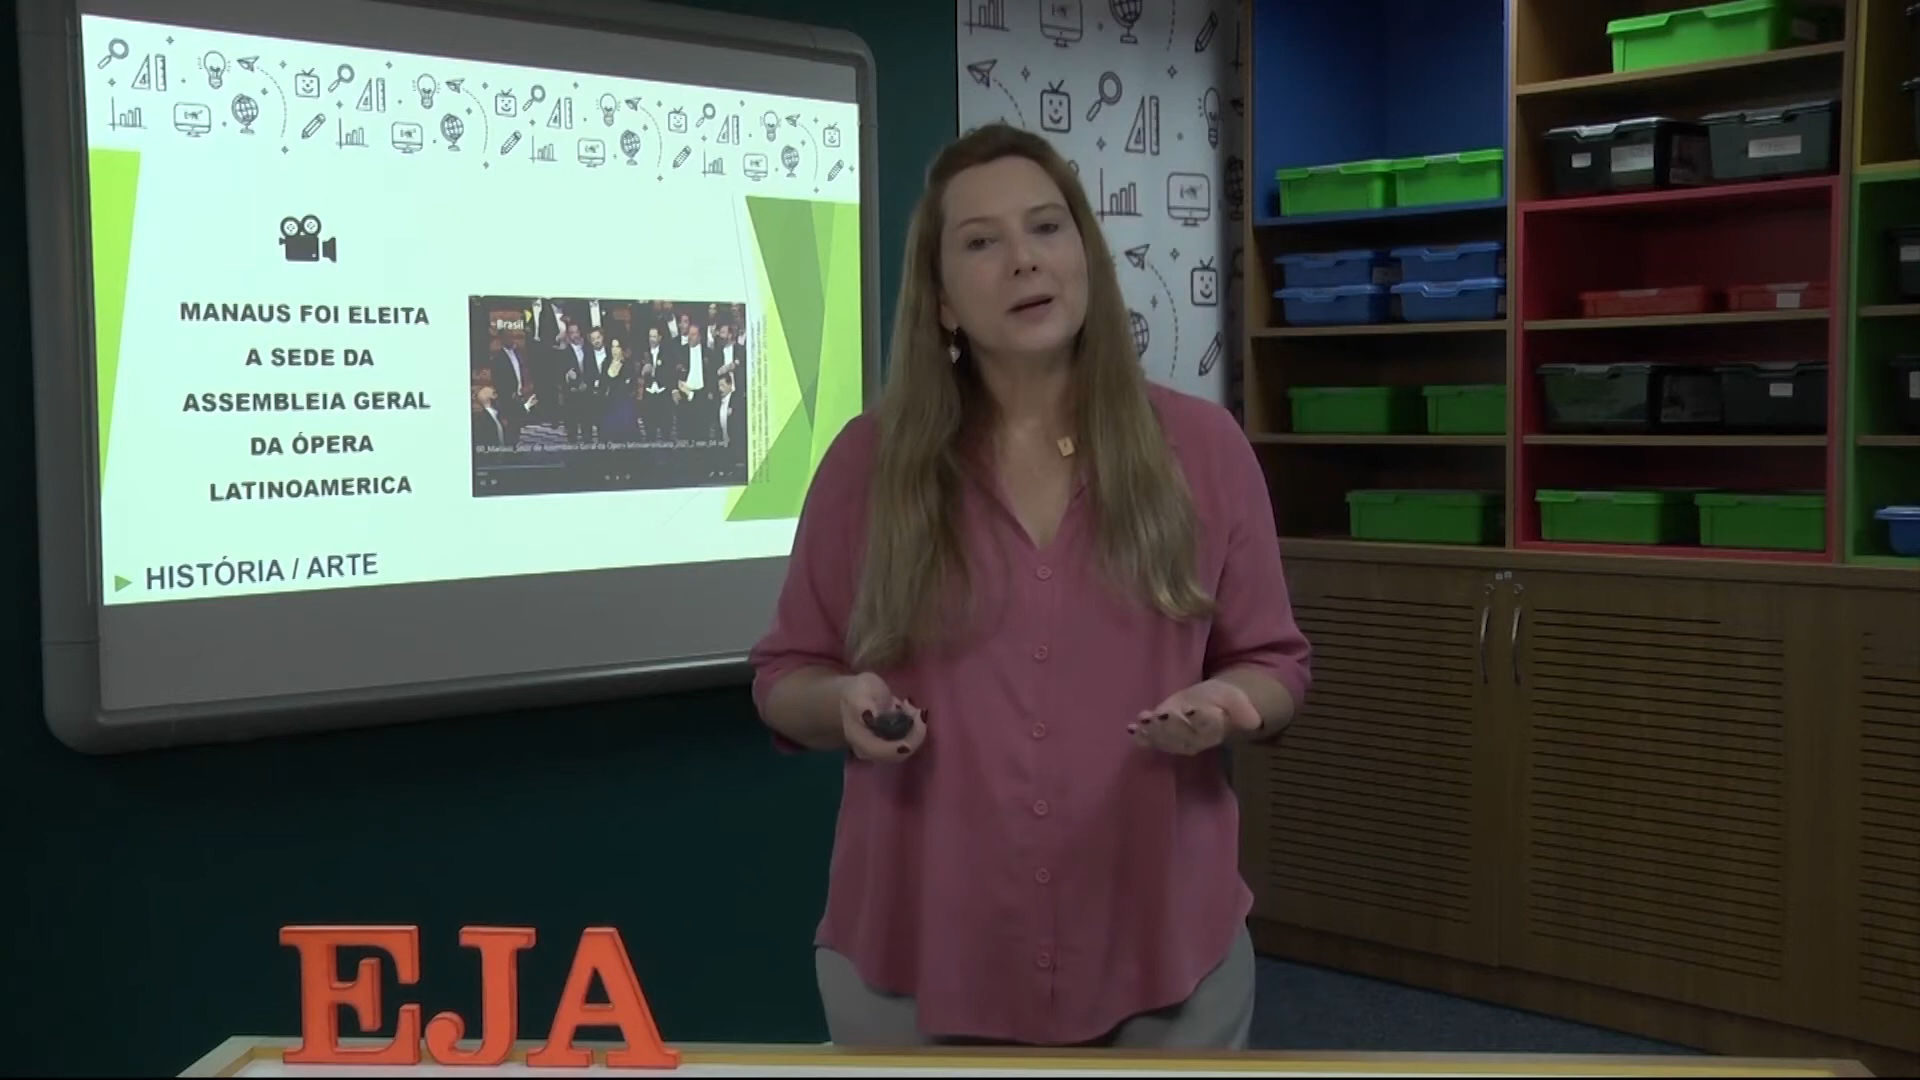 MANAUS FOI ELEITA
A SEDE DA
ASSEMBLEIA GERAL
DA ÓPERA
LATINOAMERICA
Brasil
HISTÓRIA / ARTE
EJA